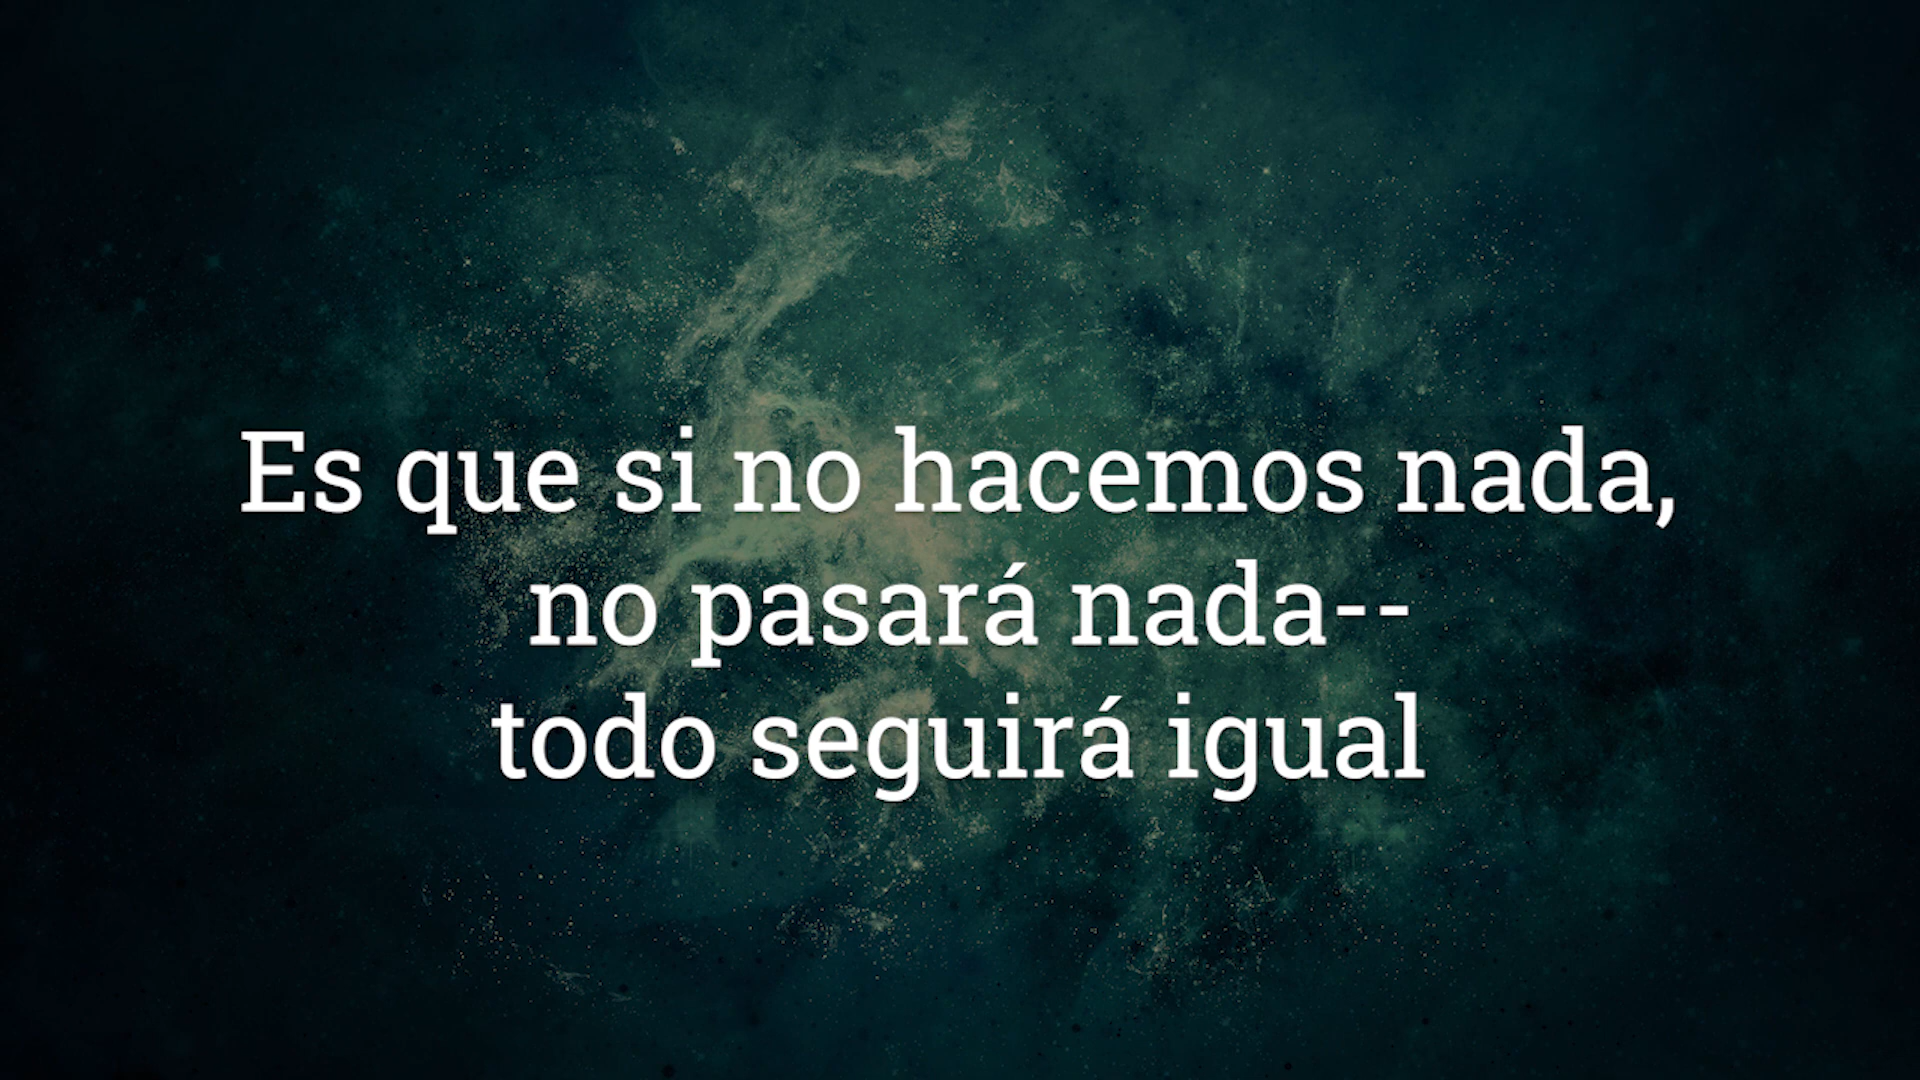 Es que si no hacemos nada,
no pasará nada--
todo seguirá igual